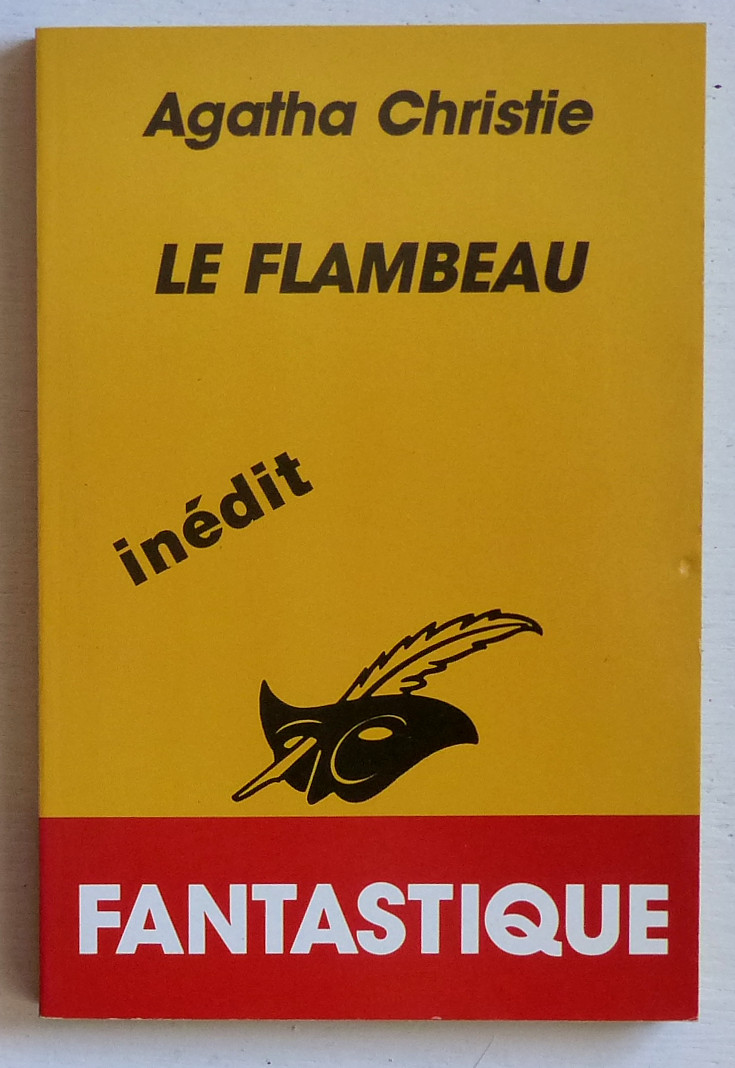 Agatha Christie
LE FLAMBEAU
inédit
FANTASTIQUE